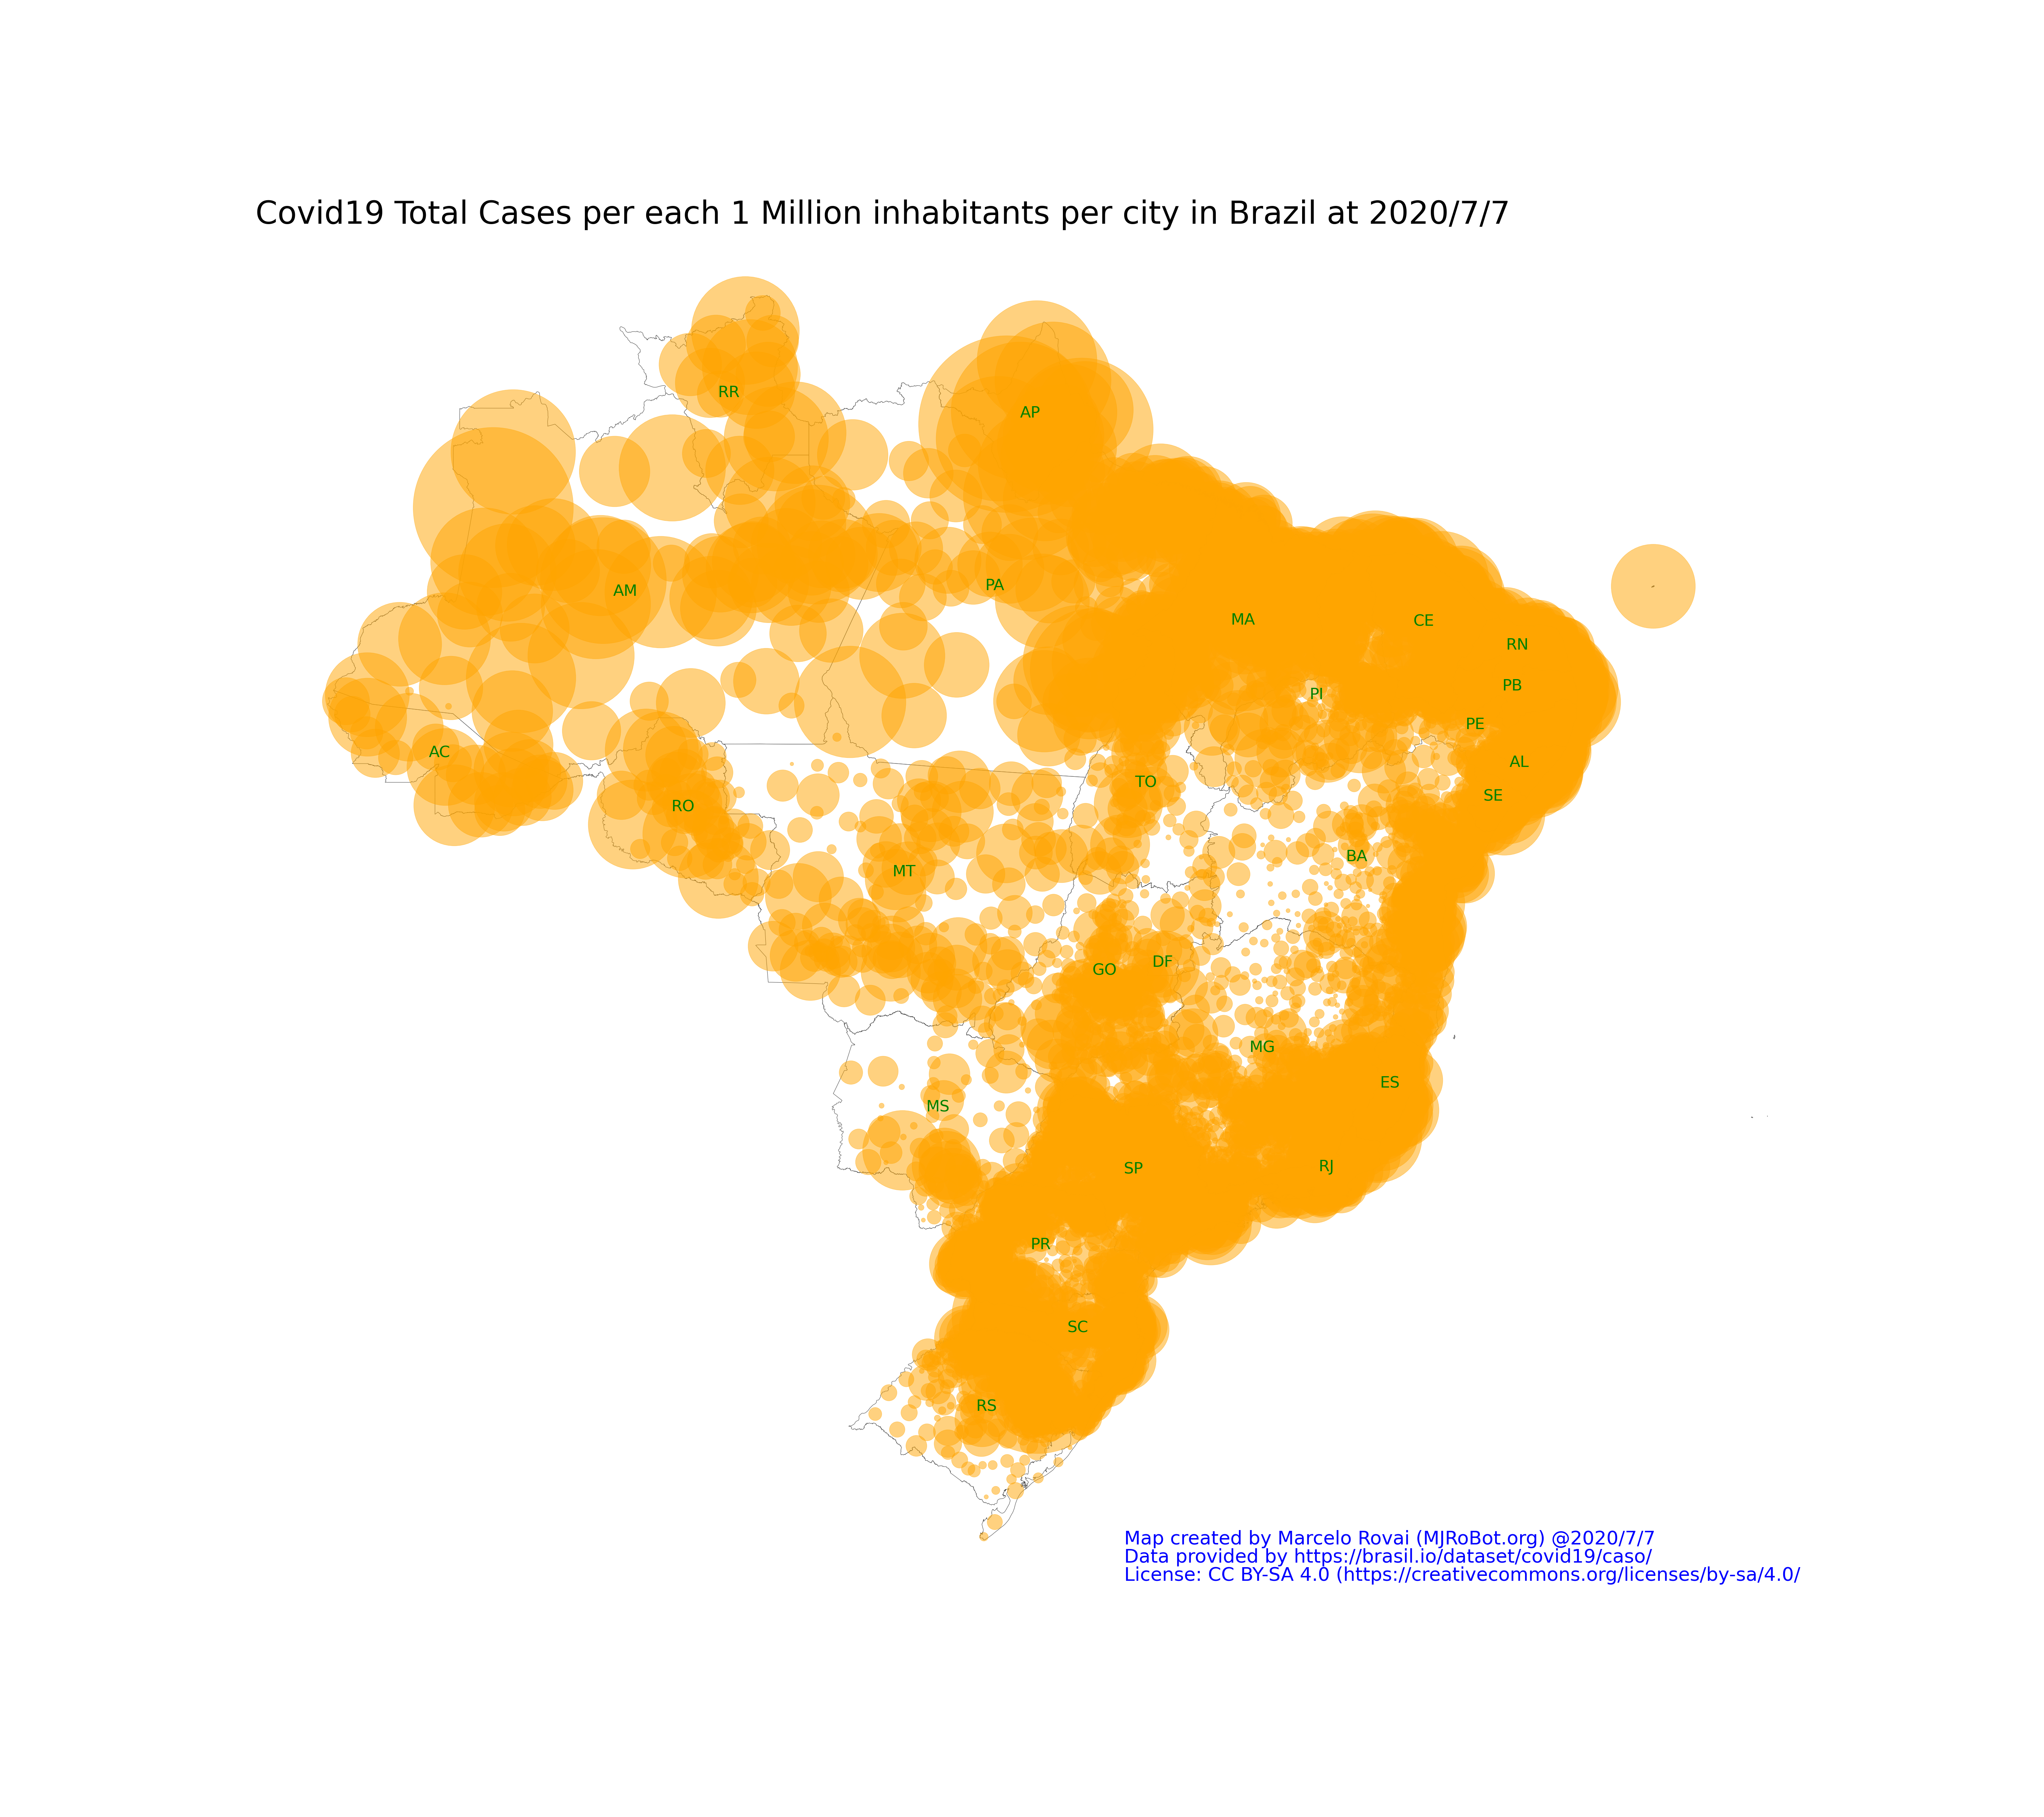 Covid19 Total Cases per each 1 Million inhabitants per city in Brazil at 2020/7/7
RR
AP
AM
PA
MA
CE
RN
PB
PI
PE
AC
AL
TO
SE
RO
BA
MT
DF
GO
MG
ES
MS
RJ
SP
PR
SC
RS
Map created by Marcelo Rovai (MJRoBot.org) @2020/7/7
Data provided by https://brasil.io/dataset/covid19/caso/
License: CC BY-SA 4.0 (https://creativecommons.org/licenses/by-sa/4.0/